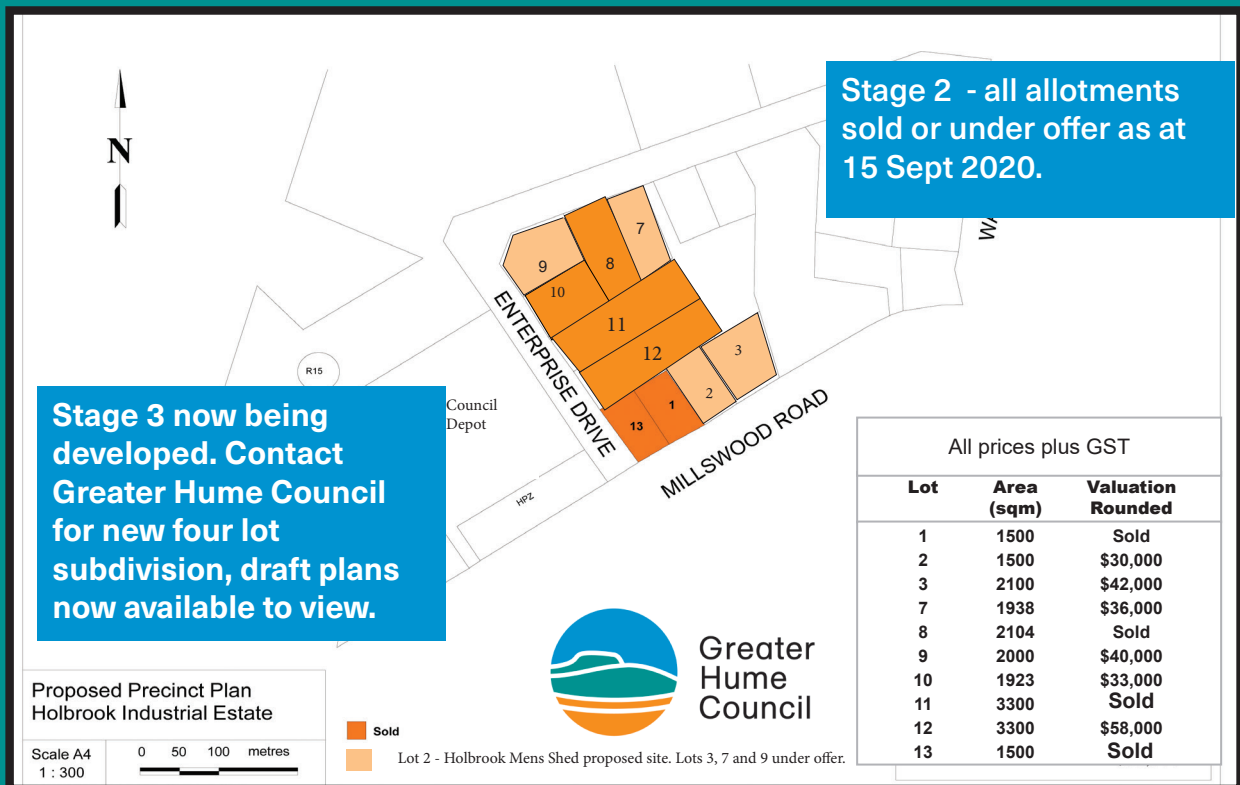 Stage 2 - all allotments
sold or under offer as at
15 Sept 2020.
N
7
9
8
10
11
12
3
2
1
13
ENTERPRISE DRIVE
MILLSWOOD ROAD
R15
Council
Depot
HPZ
Stage 3 now being
developed. Contact
Greater Hume Council
for new four lot
subdivision, draft plans
now available to view.
All prices plus GST
Lot Area (sqm) Valuation Rounded
1 1500 Sold
2 1500 $30,000
3 2100 $42,000
7 1938 $36,000
8 2104 Sold
9 2000 $40,000
10 1923 $33,000
11 3300 Sold
12 3300 $58,000
13 1500 Sold
Greater
Hume
Council
Proposed Precinct Plan
Holbrook Industrial Estate
Scale A4
1 : 300
0 50 100 metres
Sold
Lot 2 - Holbrook Mens Shed proposed site. Lots 3, 7 and 9 under offer.